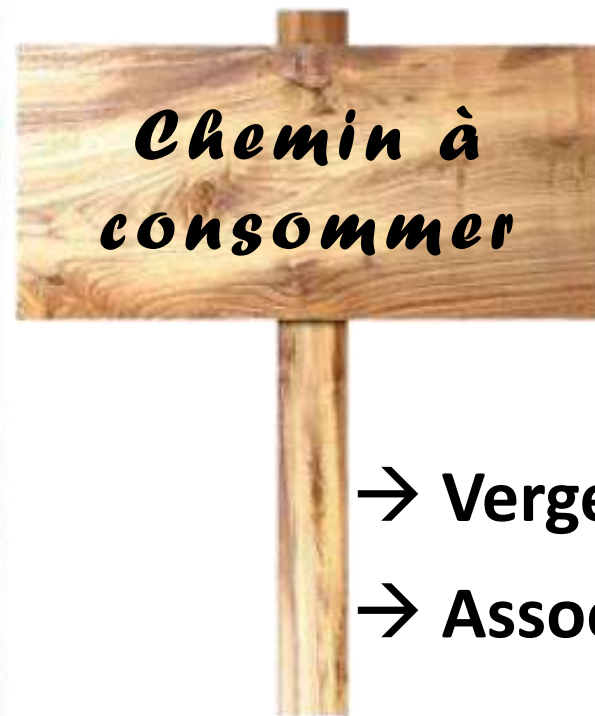 Chemin à
consommer
→ Verge
→ Asso